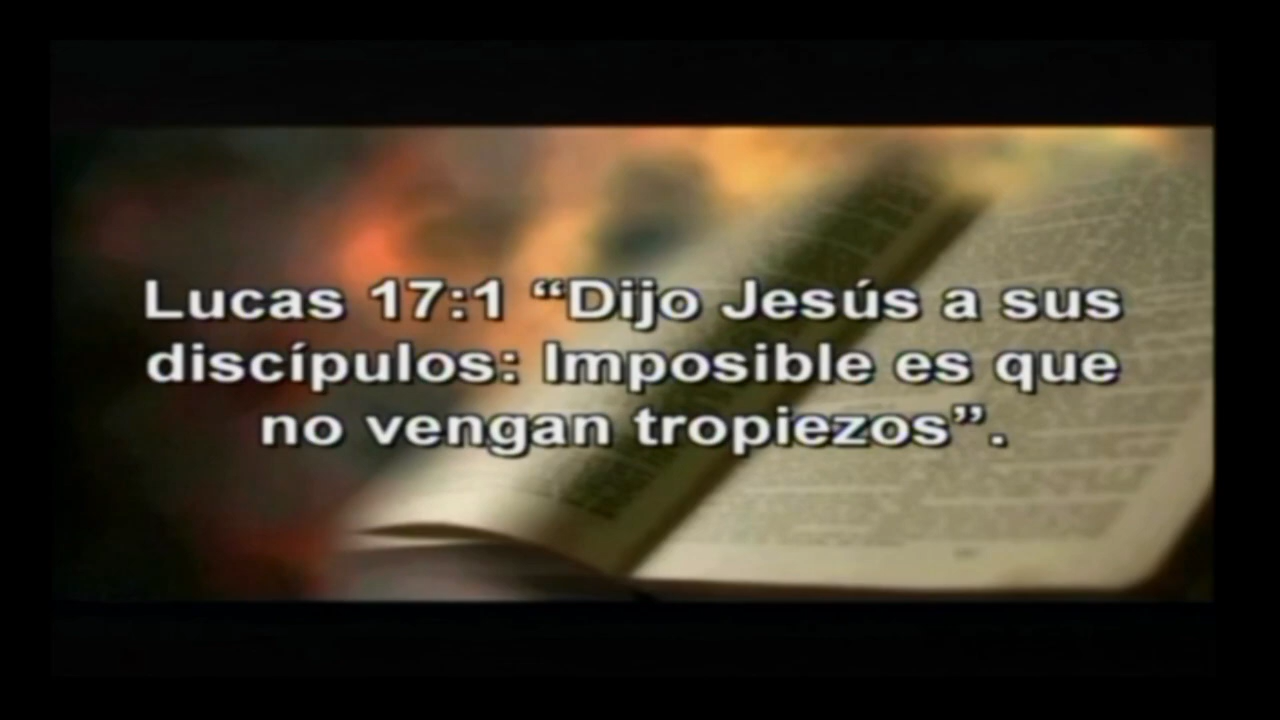 Lucas 17:1 “Dijo Jesús a sus
discípulos: Imposible es que
no vengan tropiezos”.